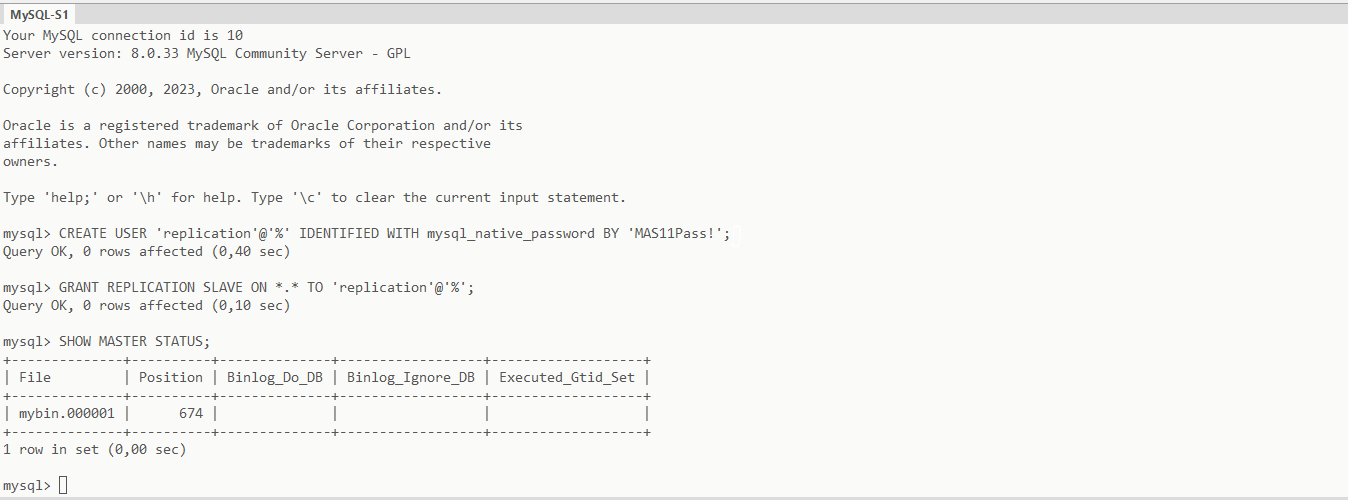 MySQL-S1
Your MySQL connection id is 10
Server version: 8.0.33 MySQL Community Server - GPL
Copyright (c) 2000, 2023, Oracle and/or its affiliates.
Oracle is a registered trademark of Oracle Corporation and/or its
affiliates. Other names may be trademarks of their respective
owners.
Type 'help;' or '\h' for help. Type '\c' to clear the current input statement.
mysql> CREATE USER 'replication'@'%' IDENTIFIED WITH mysql_native_password BY 'MAS11Pass!';
Query OK, 0 rows affected (0,40 sec)
mysql> GRANT REPLICATION SLAVE ON *.* TO 'replication'@'%';
Query OK, 0 rows affected (0,10 sec)
mysql> SHOW MASTER STATUS;
+--------------+----------+--------------+------------------+-------------------+
| File         | Position | Binlog_Do_DB | Binlog_Ignore_DB | Executed_Gtid_Set |
+--------------+----------+--------------+------------------+-------------------+
| mybin.000001 |      674 |              |                  |                   |
+--------------+----------+--------------+------------------+-------------------+
1 row in set (0,00 sec)
mysql>